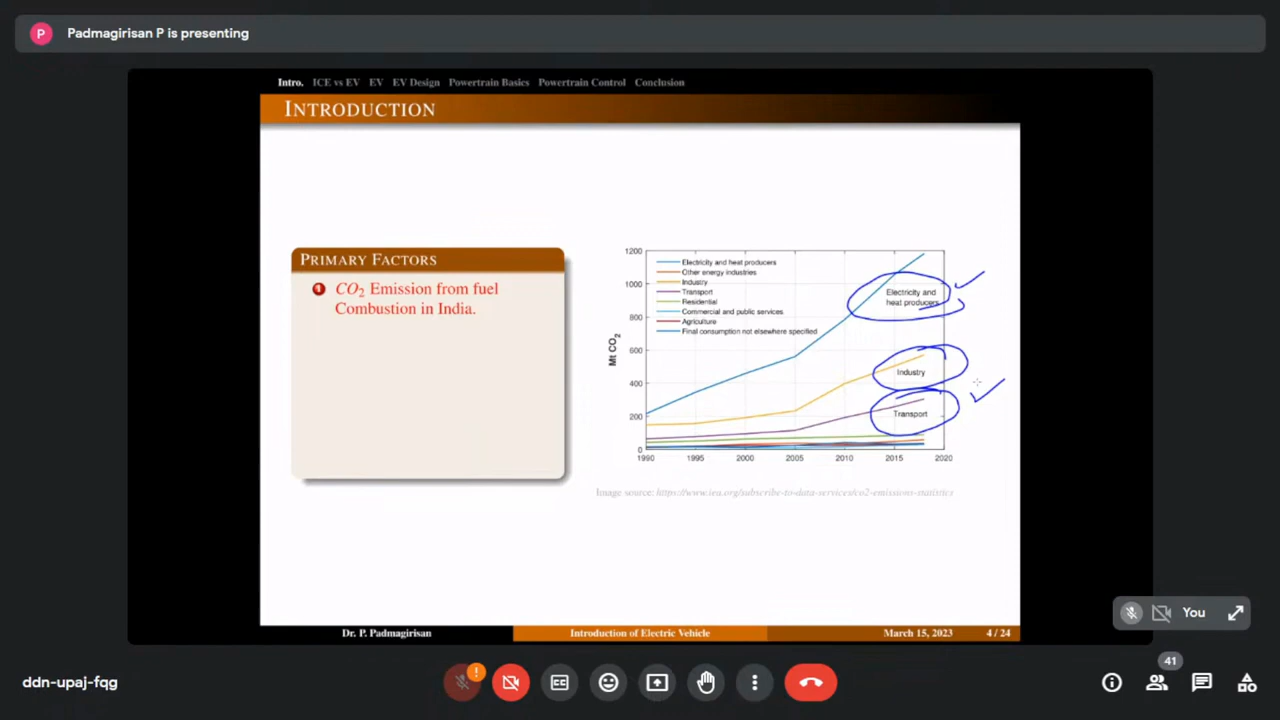 P
Padmagirisan P is presenting
Intro. ICE vs EV EV EV Design Powertrain Basics Powertrain Control Conclusion
INTRODUCTION
PRIMARY FACTORS
1 CO2 Emission from fuel
Combustion in India.
1200
1000
800
600
400
200
0
Mt CO2
Electricity and heat producers
Other energy industries
Industry
Transport
Residential
Commercial and public services
Agriculture
Final consumption not elsewhere specified
Electricity and
heat producers
Industry
Transport
1990 1995 2000 2005 2010 2015 2020
Image source: https://www.iea.org/subscribe-to-data-services/co2-emissions-statistics
Dr. P. Padmagirisan Introduction of Electric Vehicle March 15, 2023 4 / 24
You
ddn-upaj-fqg
!
CC
41